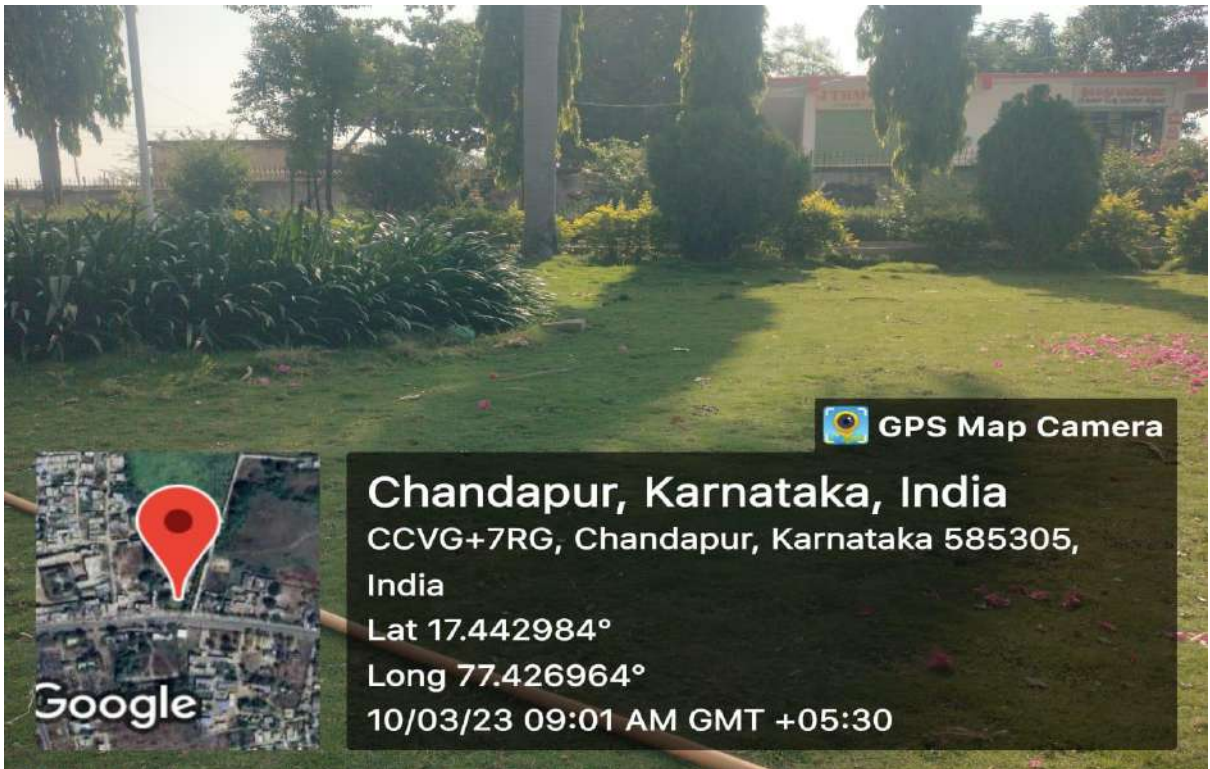 GPS Map Camera
Chandapur, Karnataka, India
CCVG+7RG, Chandapur, Karnataka 585305,
India
Lat 17.442984°
Long 77.426964°
10/03/23 09:01 AM GMT +05:30
Google